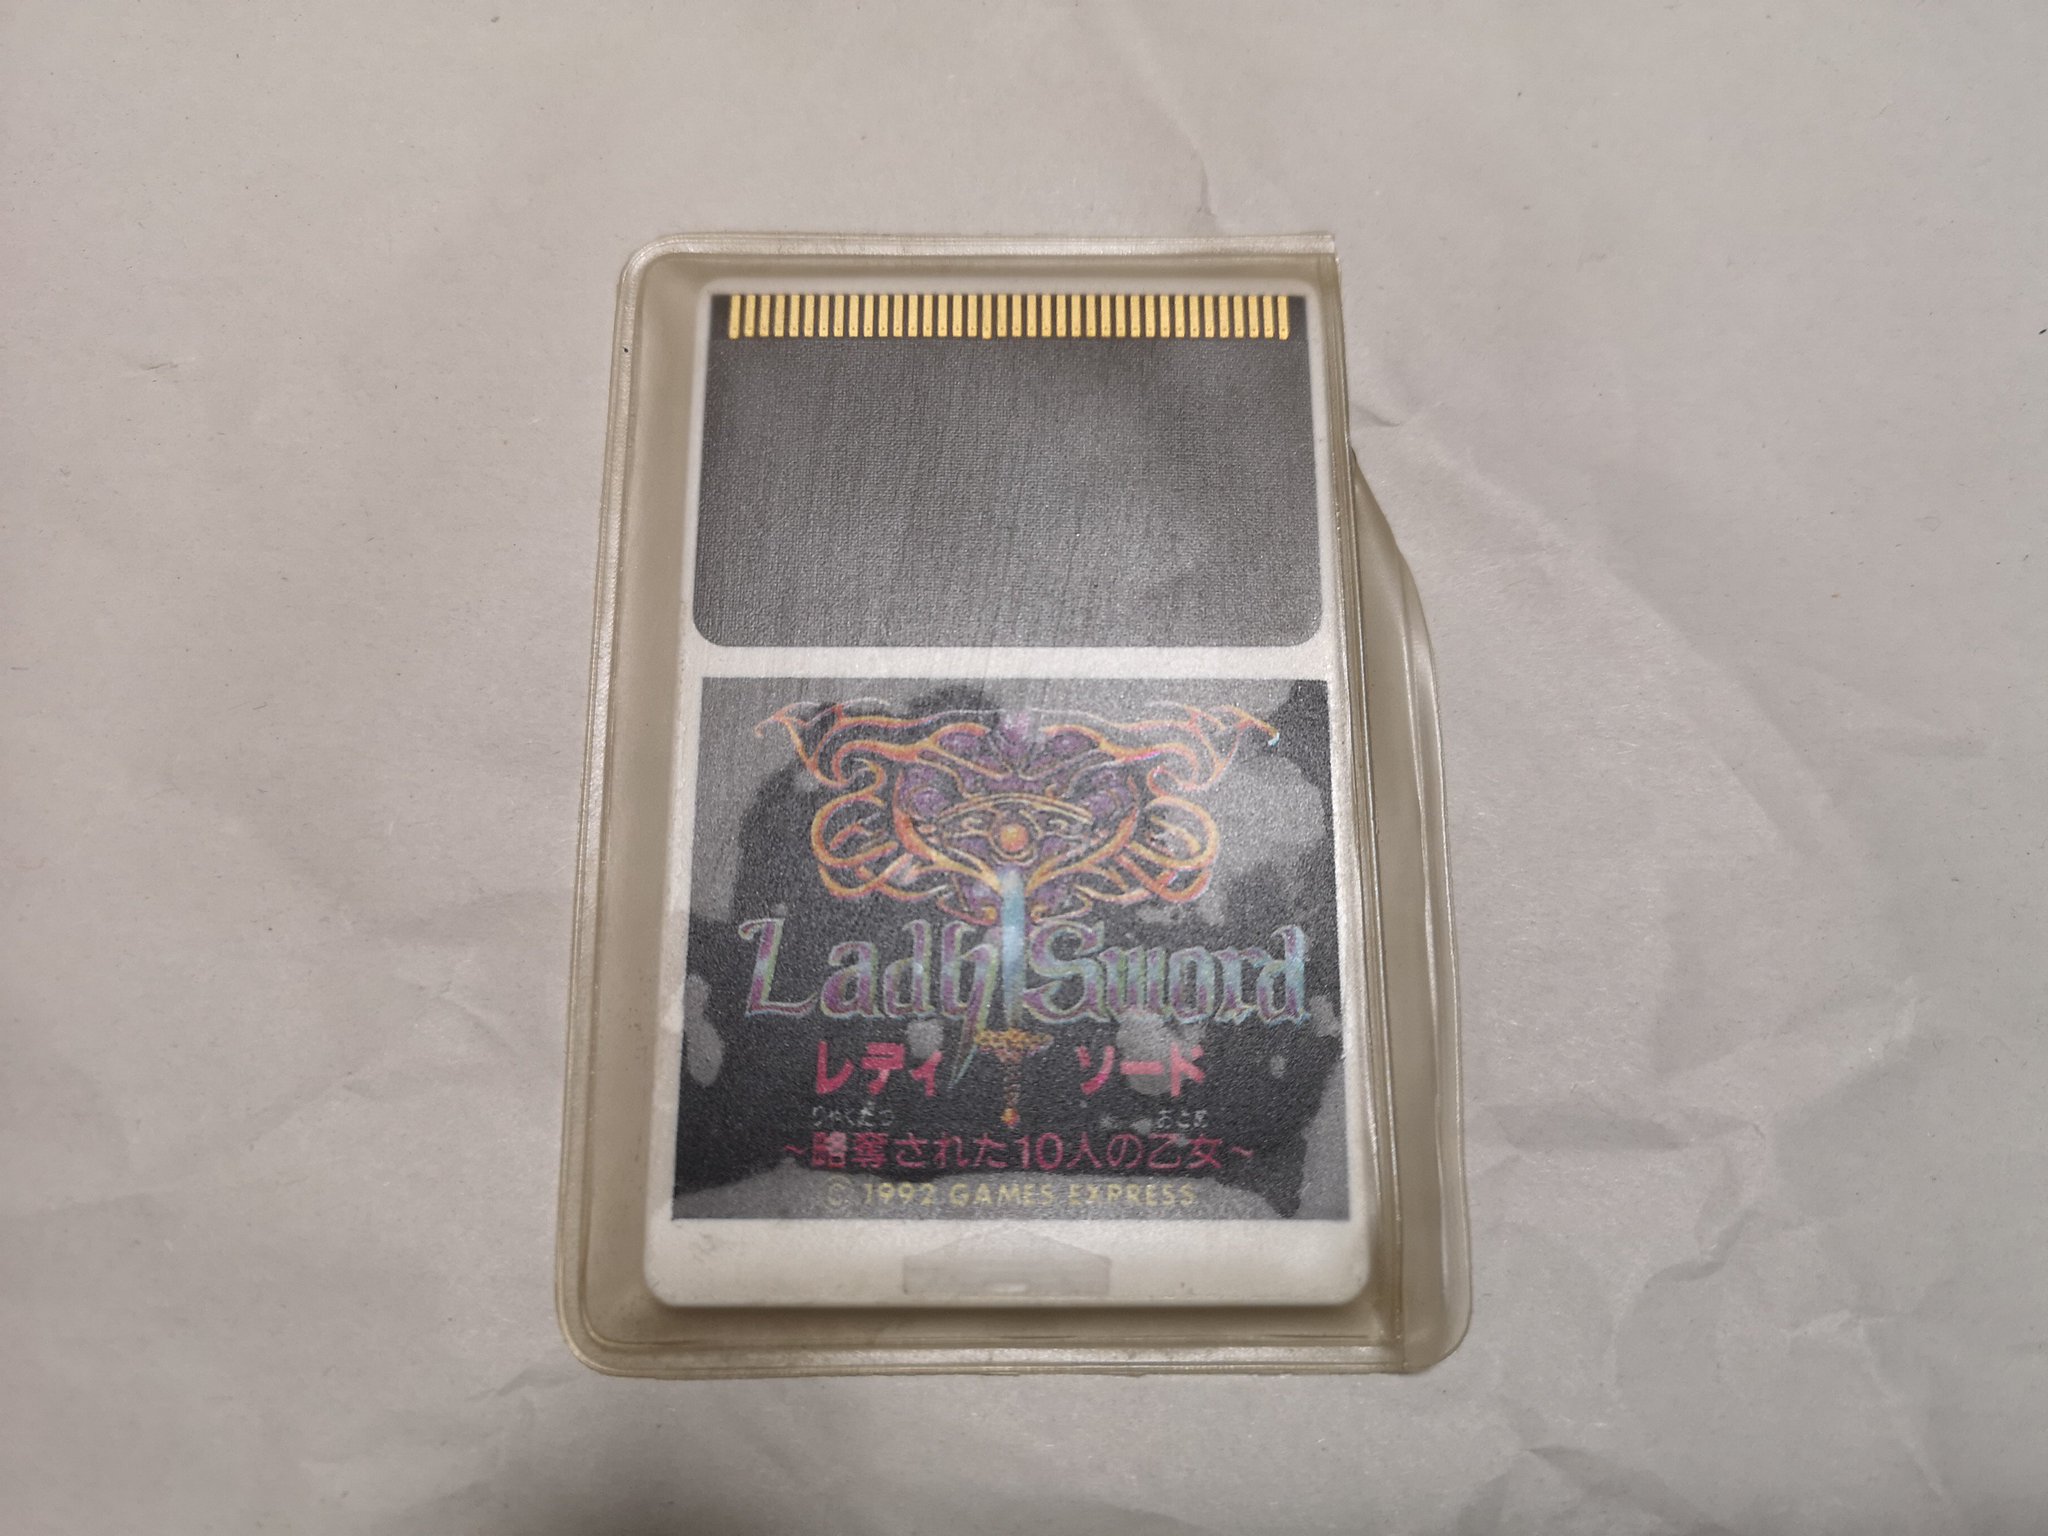 Lady Sword
レディ ソード
りゃくだつ おとめ
~略奪された10人の乙女~
© 1992 GAMES EXPRESS